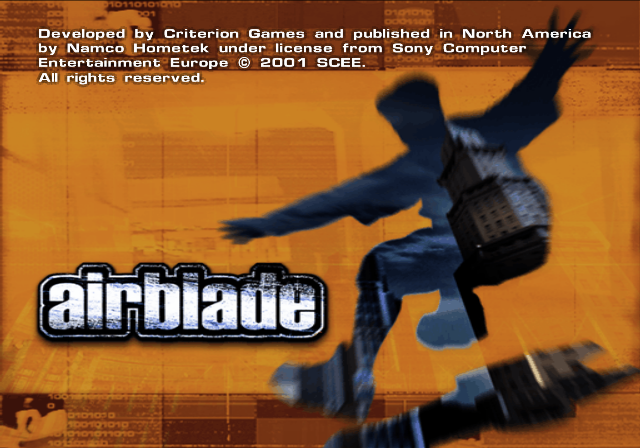 Developed by Criterion Games and published in North America
by Namco Hometek under license from Sony Computer
Entertainment Europe © 2001 SCEE.
All rights reserved.
airblade